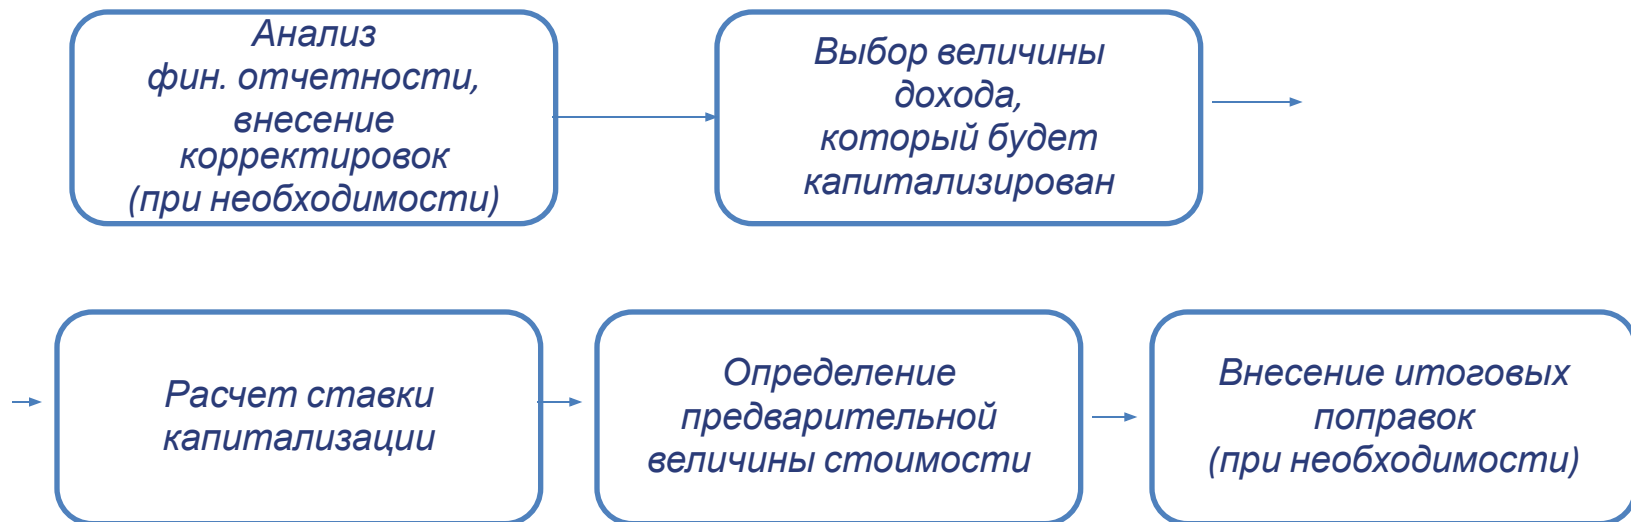 Анализ
фин. отчетности,
внесение
корректировок
(при необходимости)
Выбор величины
дохода,
который будет
капитализирован
Расчет ставки
капитализации
Определение
предварительной
величины стоимости
Внесение итоговых
поправок
(при необходимости)